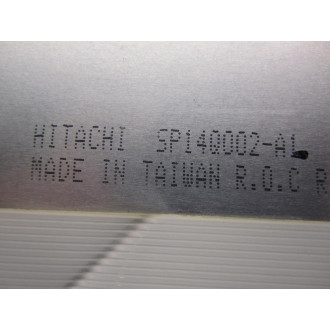 HITACHI SP14Q002-A1
MADE IN TAIWAN R.O.C R